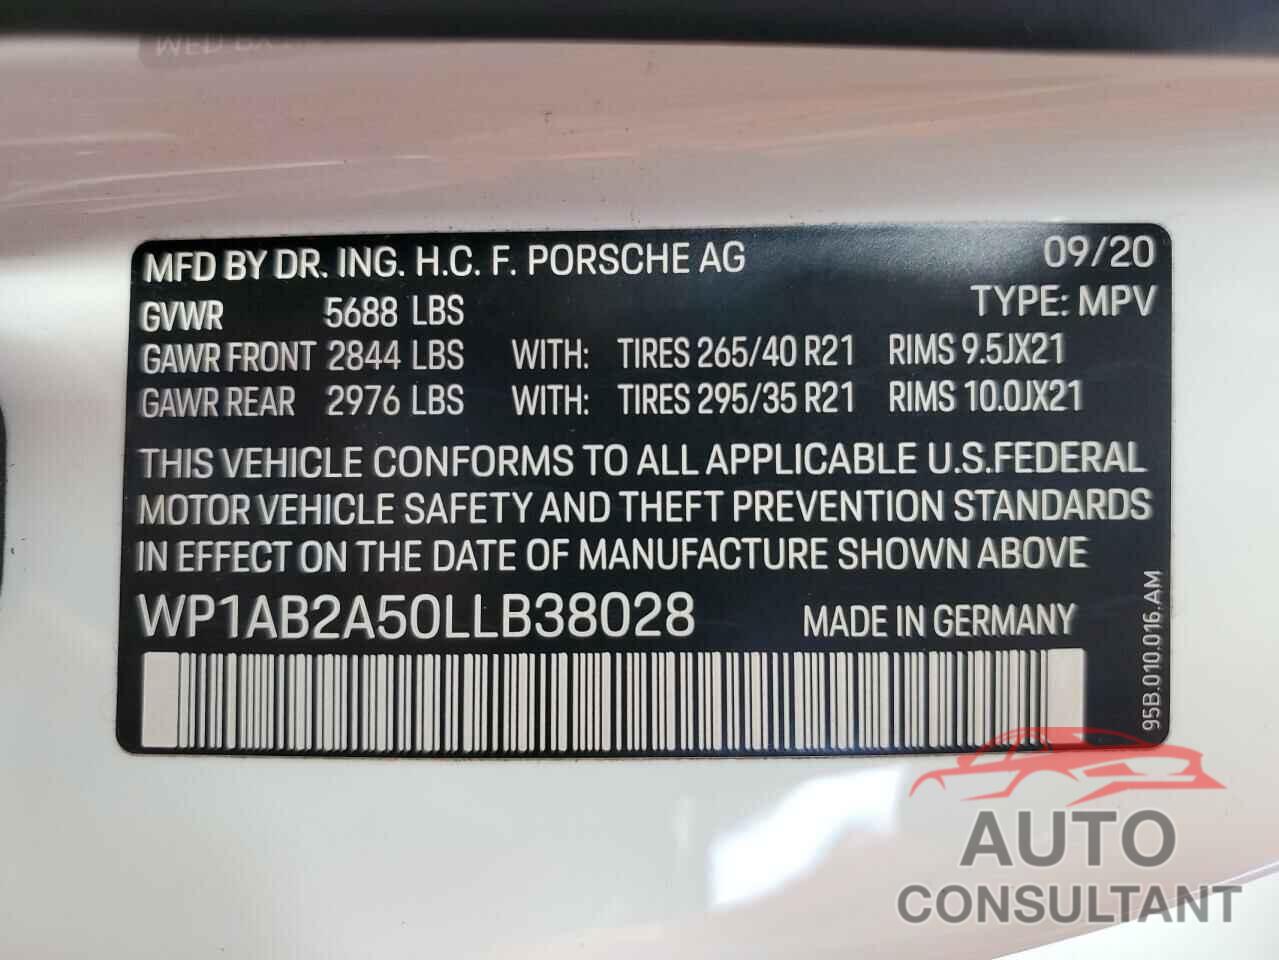 MFD BY DR. ING. H.C. F. PORSCHE AG 09/20
GVWR 5688 LBS TYPE: MPV
GAWR FRONT 2844 LBS WITH: TIRES 265/40 R21 RIMS 9.5JX21
GAWR REAR 2976 LBS WITH: TIRES 295/35 R21 RIMS 10.0JX21
THIS VEHICLE CONFORMS TO ALL APPLICABLE U.S.FEDERAL
MOTOR VEHICLE SAFETY AND THEFT PREVENTION STANDARDS
IN EFFECT ON THE DATE OF MANUFACTURE SHOWN ABOVE
WP1AB2A50LLB38028 MADE IN GERMANY
95B.010.016.AM
AUTO
CONSULTANT